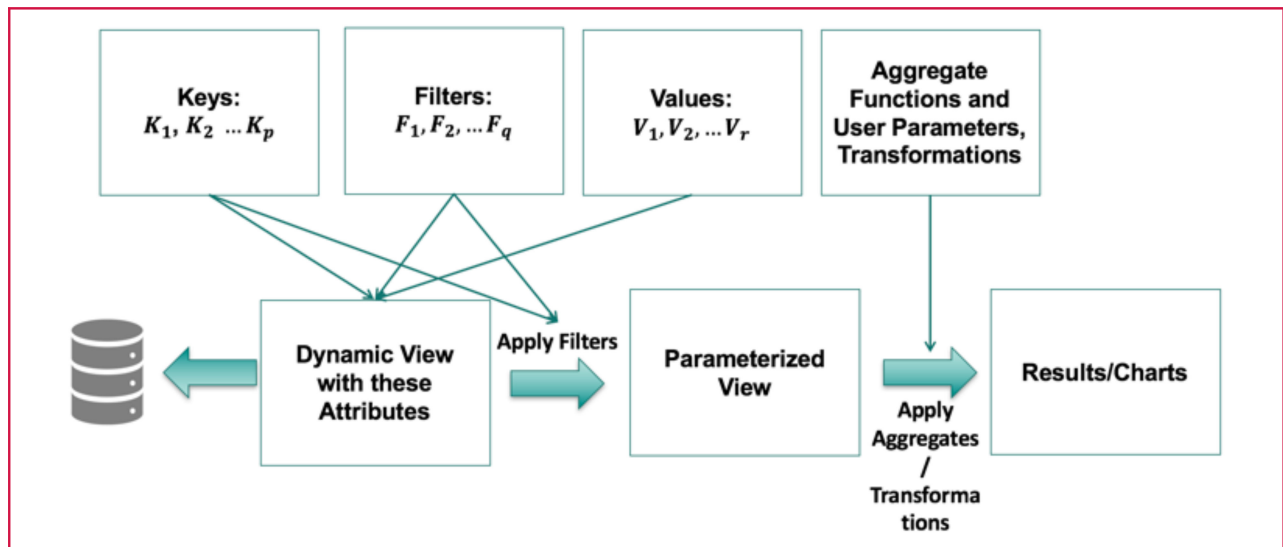 Keys:
K₁, K₂ …Kₚ
Filters:
F₁, F₂, …F_q
Values:
V₁, V₂, …Vᵣ
Aggregate
Functions and
User Parameters,
Transformations
Dynamic View
with these
Attributes
Apply Filters
Parameterized
View
Apply
Aggregates
/
Transforma
tions
Results/Charts